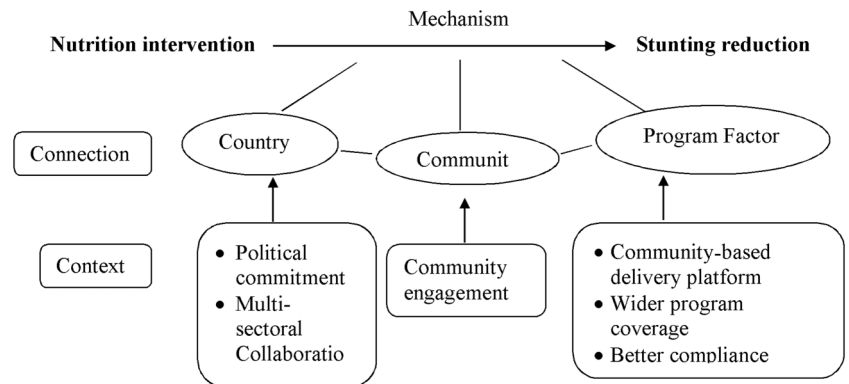 Mechanism
Nutrition intervention
Stunting reduction
Connection
Country
Communit
Program Factor
Context
• Political
commitment
• Multi-
sectoral
Collaboratio
Community
engagement
• Community-based
delivery platform
• Wider program
coverage
• Better compliance